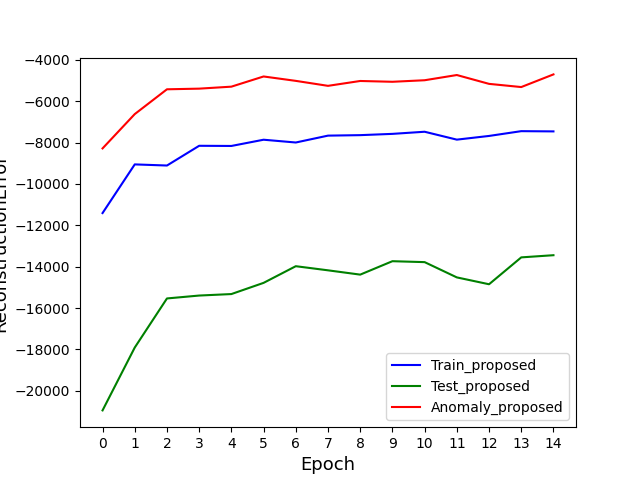 −4000
−6000
−8000
−10000
−12000
−14000
−16000
−18000
−20000
ReconstructionError
0 1 2 3 4 5 6 7 8 9 10 11 12 13 14
Epoch
Train_proposed
Test_proposed
Anomaly_proposed